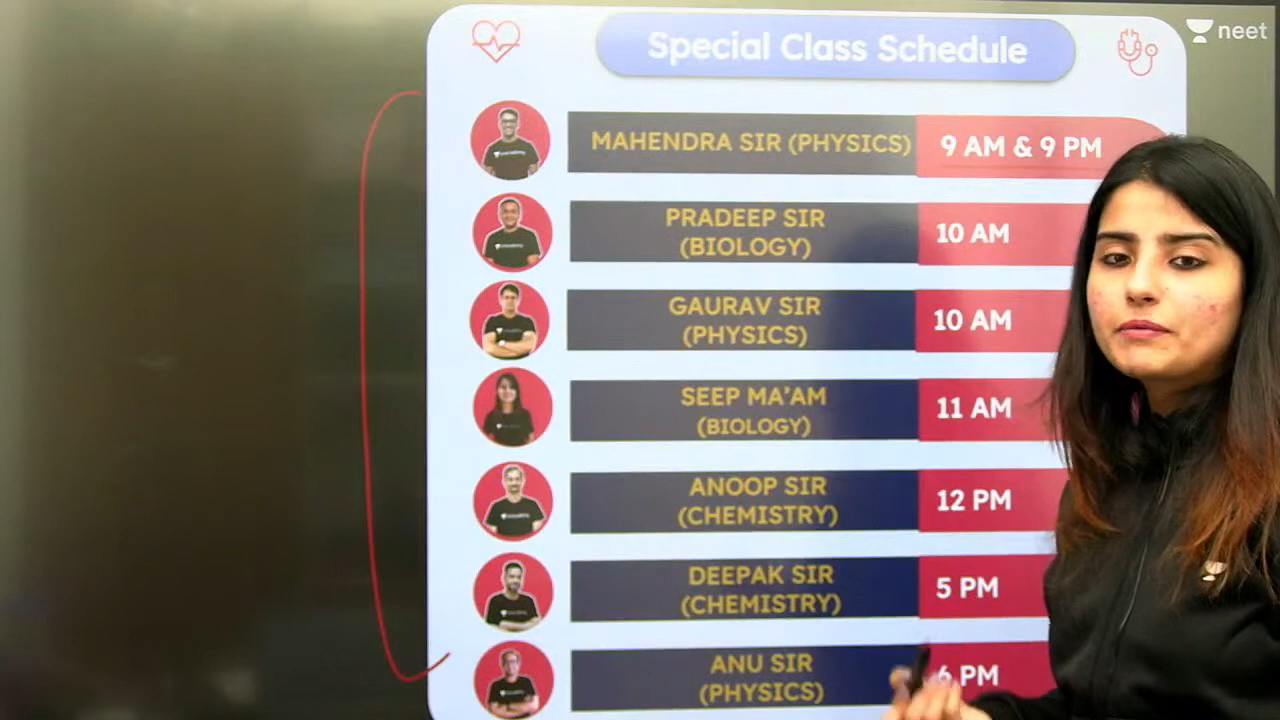 neet
Special Class Schedule
MAHENDRA SIR (PHYSICS)
9 AM & 9 PM
PRADEEP SIR
(BIOLOGY)
10 AM
GAURAV SIR
(PHYSICS)
10 AM
SEEP MA'AM
(BIOLOGY)
11 AM
ANOOP SIR
(CHEMISTRY)
12 PM
DEEPAK SIR
(CHEMISTRY)
5 PM
ANU SIR
(PHYSICS)
6 PM